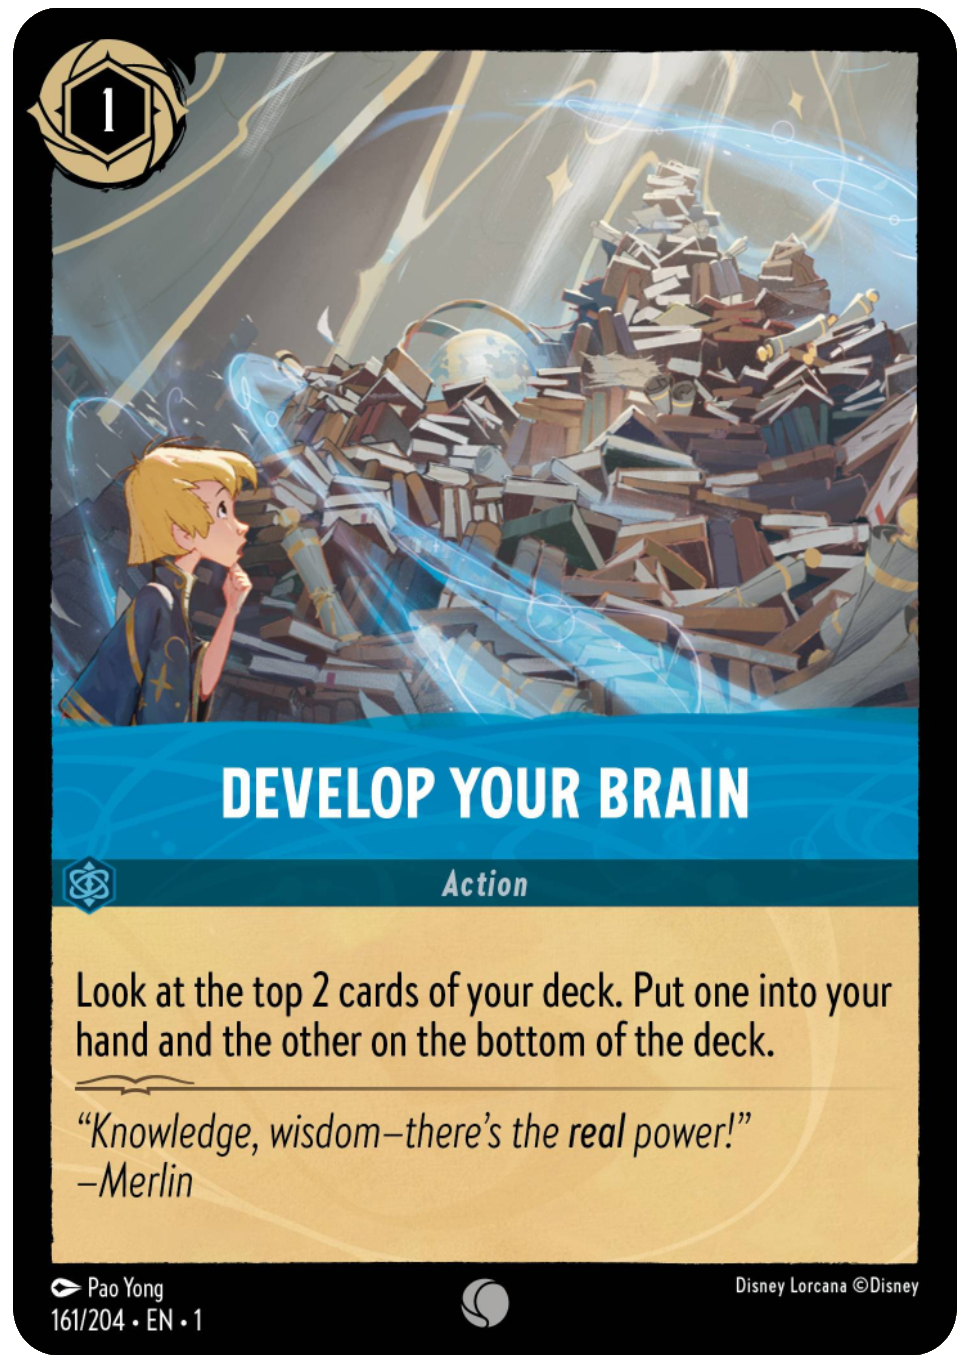 1
DEVELOP YOUR BRAIN
Action
Look at the top 2 cards of your deck. Put one into your
hand and the other on the bottom of the deck.
“Knowledge, wisdom–there’s the real power!”
–Merlin
Pao Yong
Disney Lorcana ©Disney
161/204 • EN • 1